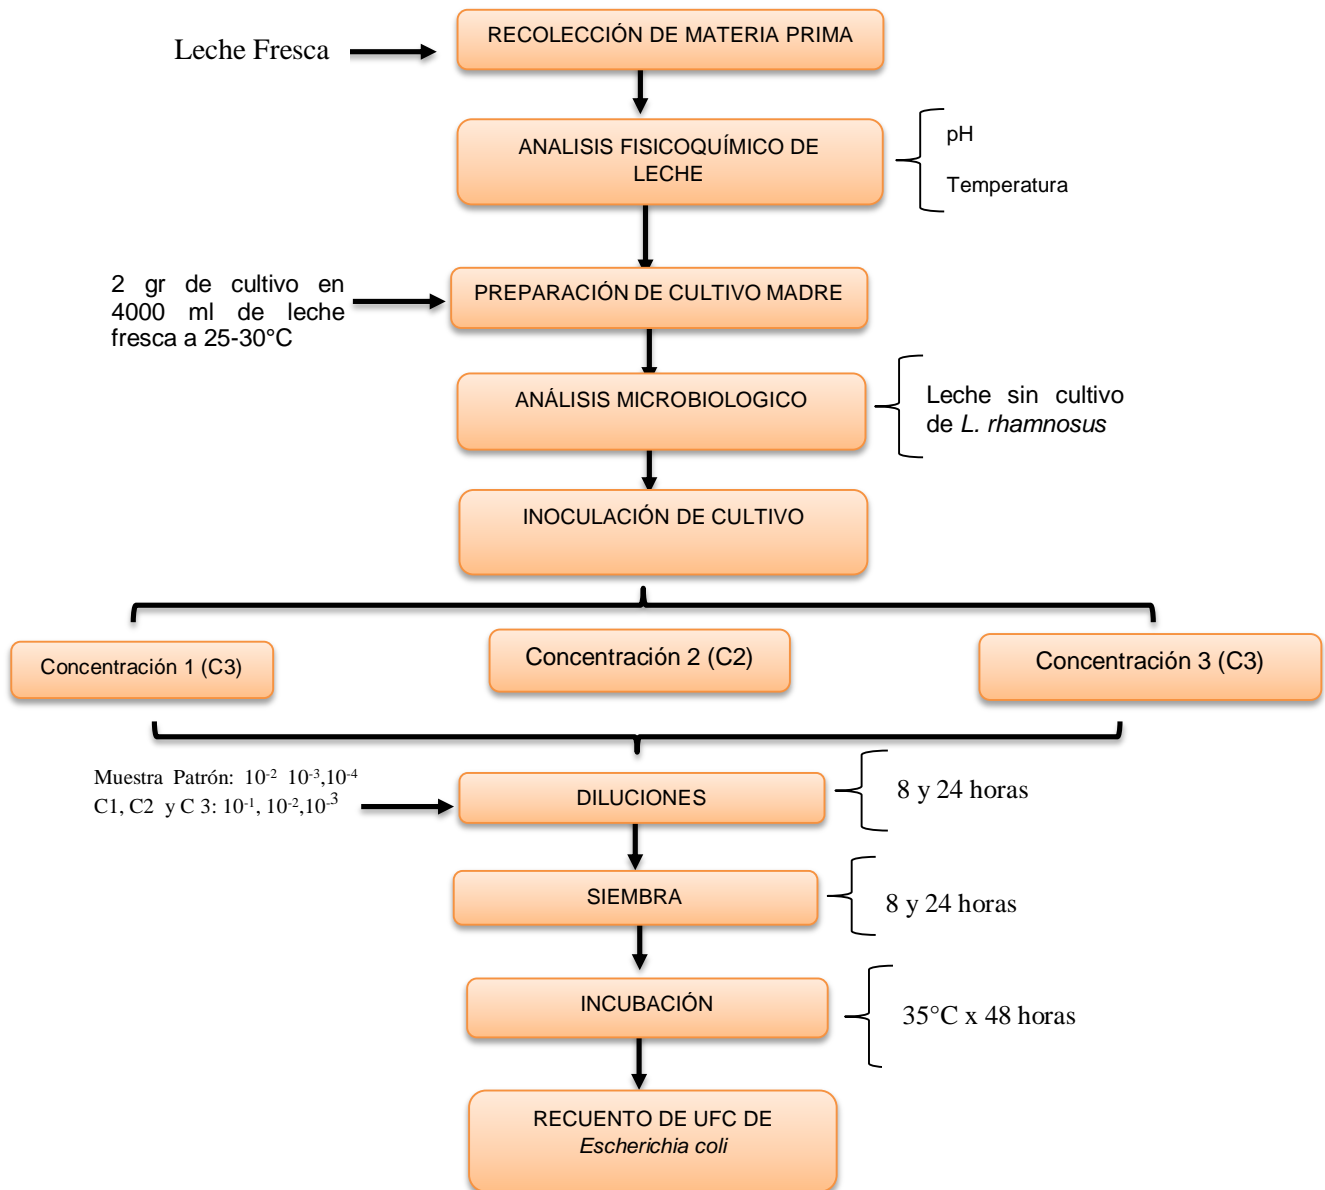 Leche Fresca
RECOLECCIÓN DE MATERIA PRIMA
ANALISIS FISICOQUÍMICO DE
LECHE
pH
Temperatura
2 gr de cultivo en
4000 ml de leche
fresca a 25-30°C
PREPARACIÓN DE CULTIVO MADRE
ANÁLISIS MICROBIOLOGICO
Leche sin cultivo
de L. rhamnosus
INOCULACIÓN DE CULTIVO
Concentración 1 (C3)
Concentración 2 (C2)
Concentración 3 (C3)
Muestra Patrón: 10⁻² 10⁻³,10⁻⁴
C1, C2 y C 3: 10⁻¹, 10⁻²,10⁻³
DILUCIONES
8 y 24 horas
SIEMBRA
8 y 24 horas
INCUBACIÓN
35°C x 48 horas
RECUENTO DE UFC DE
Escherichia coli